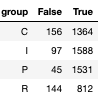 group False True
C 156 1364
I 97 1588
P 45 1531
R 144 812